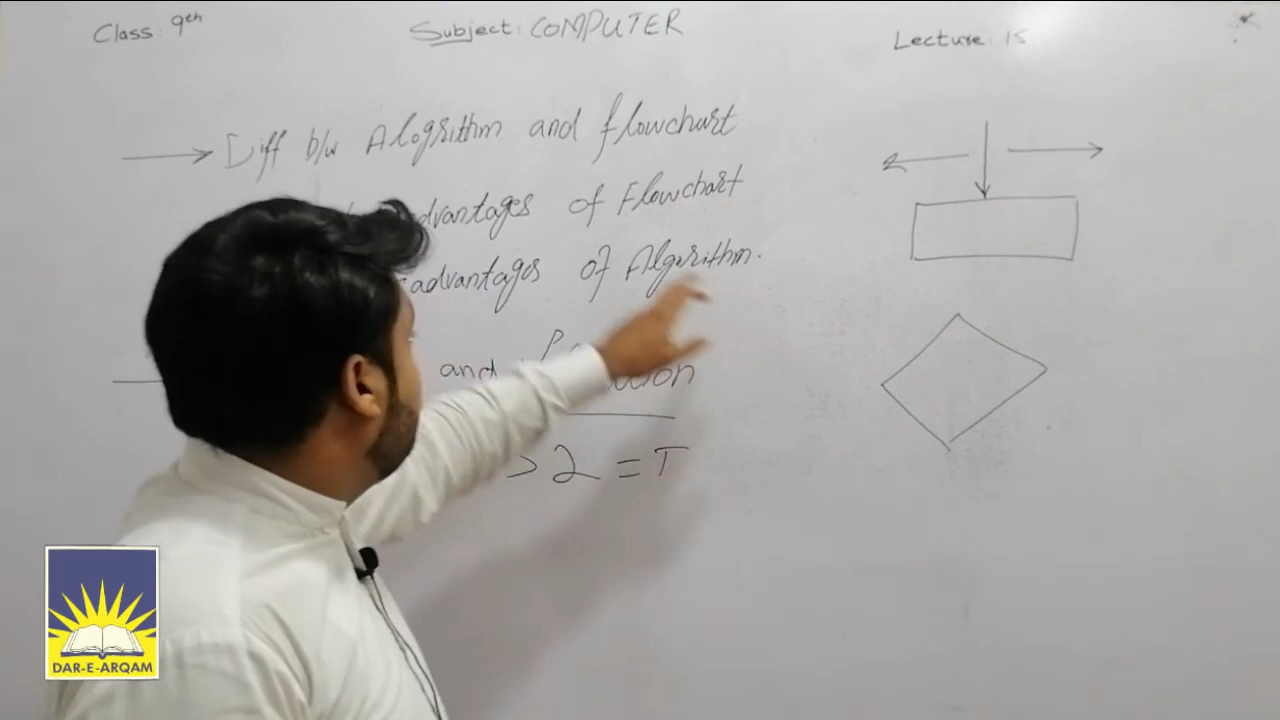 Class: 9th
Subject: COMPUTER
Lecture: 15
Diff b/w Alogrithm and flowchart
advantages of Flowchart
advantages of Algorithm.
and
> 2 = T
DAR-E-ARQAM